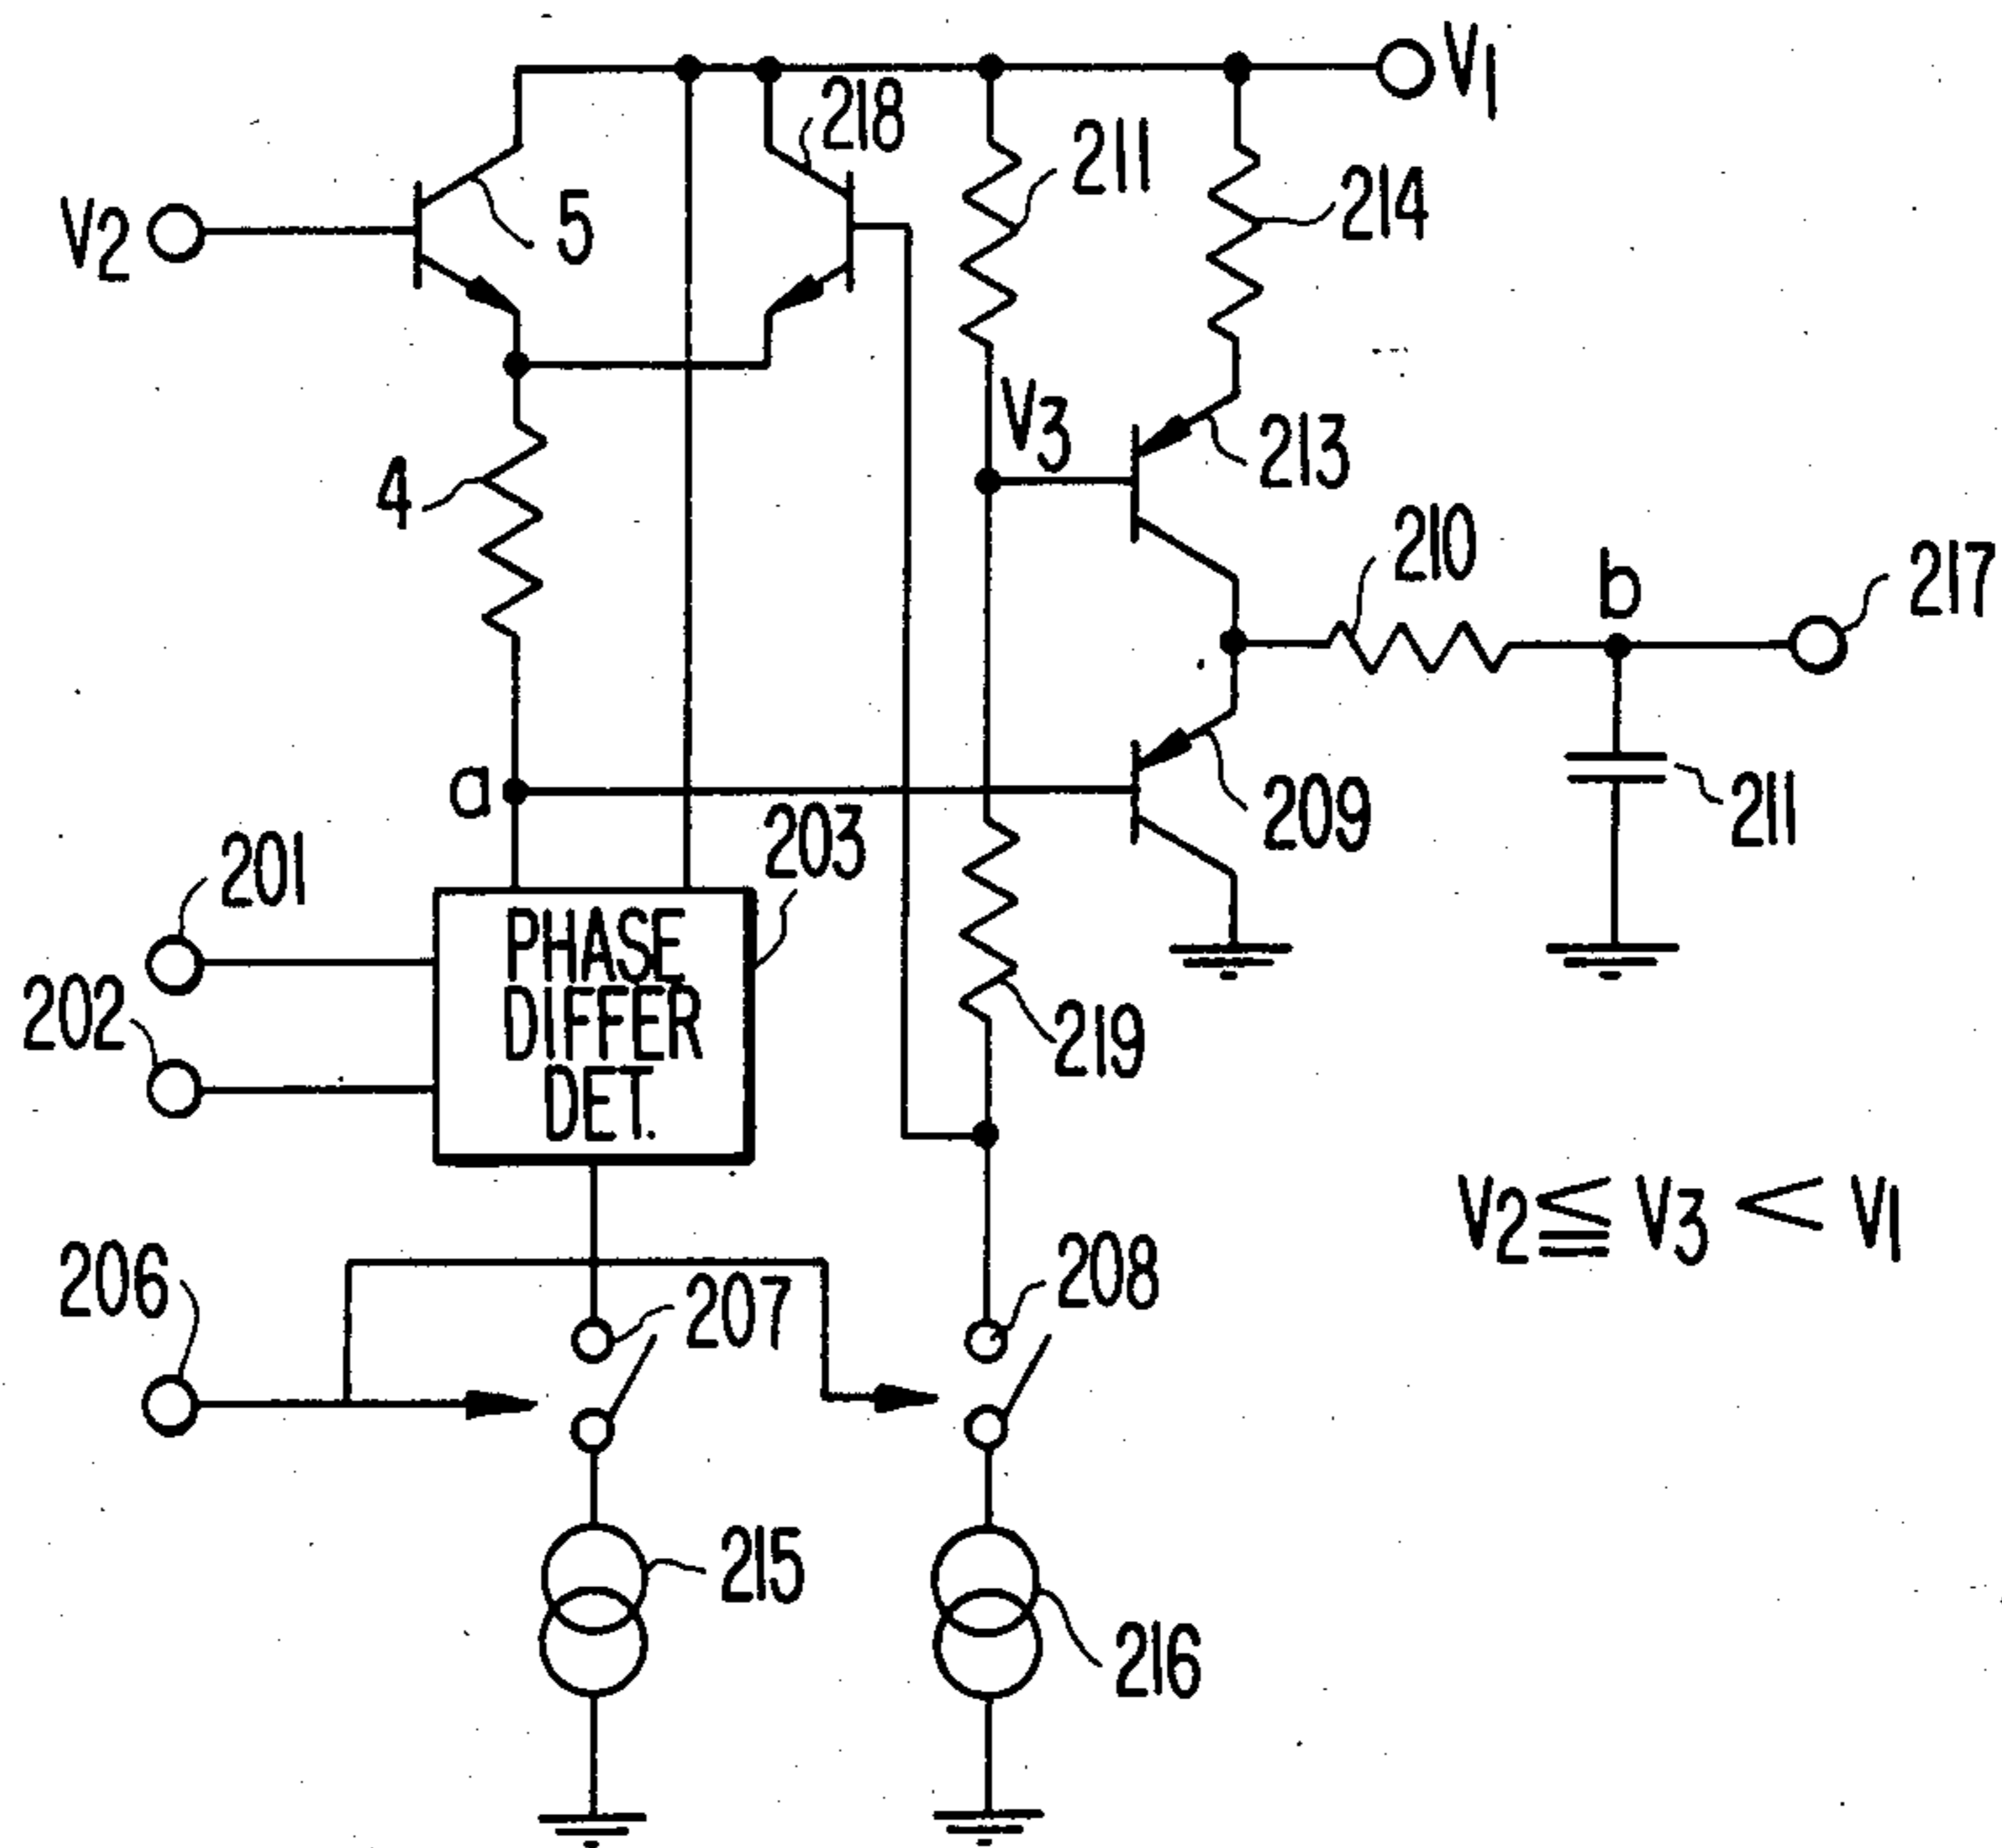 V1
218
211
214
V2
5
V3
213
4
210
b
217
a
203
209
211
201
PHASE
DIFFER
DET.
202
219
V2 ≦ V3 < V1
206
207
208
215
216